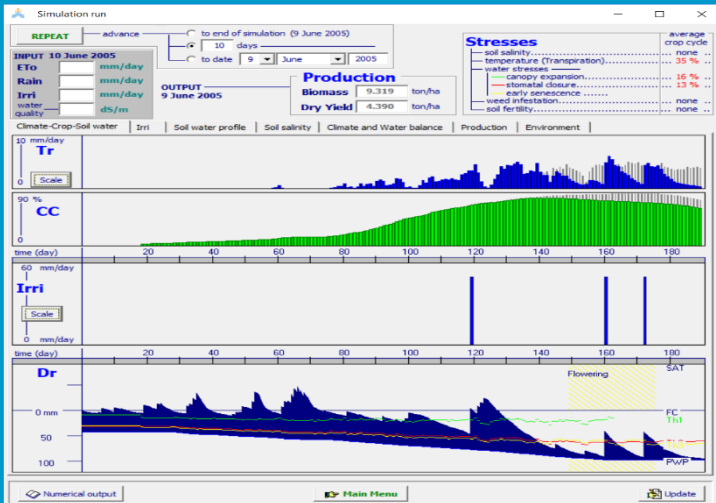 Simulation run
REPEAT
advance
to end of simulation (9 June 2005)
10 days
to date 9 June 2005
INPUT 10 June 2005
ETo mm/day
Rain mm/day
Irri mm/day
water quality dS/m
OUTPUT
9 June 2005
Production
Biomass 9.319 ton/ha
Dry Yield 4.390 ton/ha
Stresses
average
crop cycle
soil salinity none
temperature (Transpiration) 35 %
water stresses
canopy expansion 16 %
stomatal closure 13 %
early senescence
weed infestation none
soil fertility none
Climate-Crop-Soil water Irri Soil water profile Soil salinity Climate and Water balance Production Environment
10 mm/day
Tr
0 Scale
90 %
CC
0
time (day) 20 40 60 80 100 120 140 160 180
60 mm/day
Irri
Scale
0 mm/day
time (day) 20 40 60 80 100 120 140 160 180
Dr
Flowering
SAT
0 mm
FC
Th1
50
100
PWP
Numerical output Main Menu Update